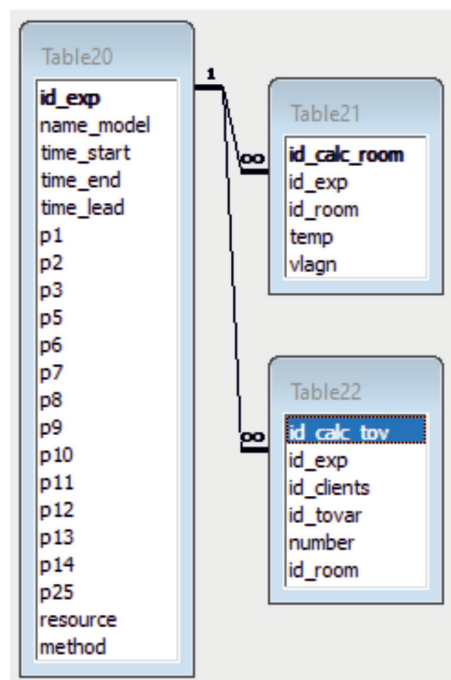 Table20
id_exp
name_model
time_start
time_end
time_lead
p1
p2
p3
p5
p6
p7
p8
p9
p10
p11
p12
p13
p14
p25
resource
method
1
∞
∞
Table21
id_calc_room
id_exp
id_room
temp
vlagn
Table22
id_calc_tov
id_exp
id_clients
id_tovar
number
id_room